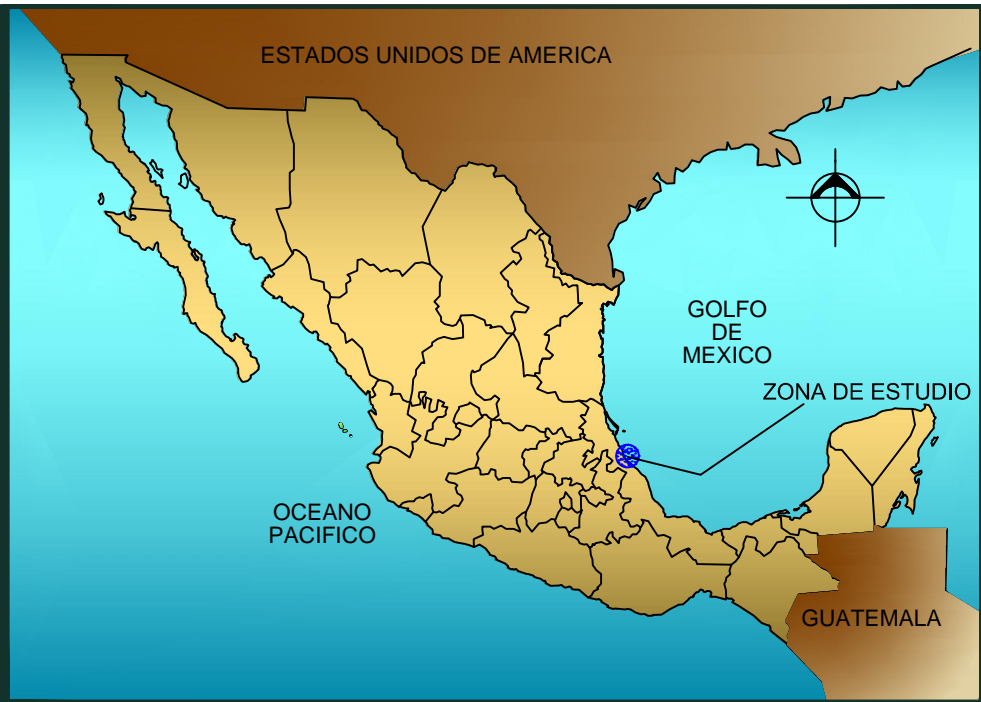 ESTADOS UNIDOS DE AMERICA
GOLFO
DE
MEXICO
ZONA DE ESTUDIO
OCEANO
PACIFICO
GUATEMALA